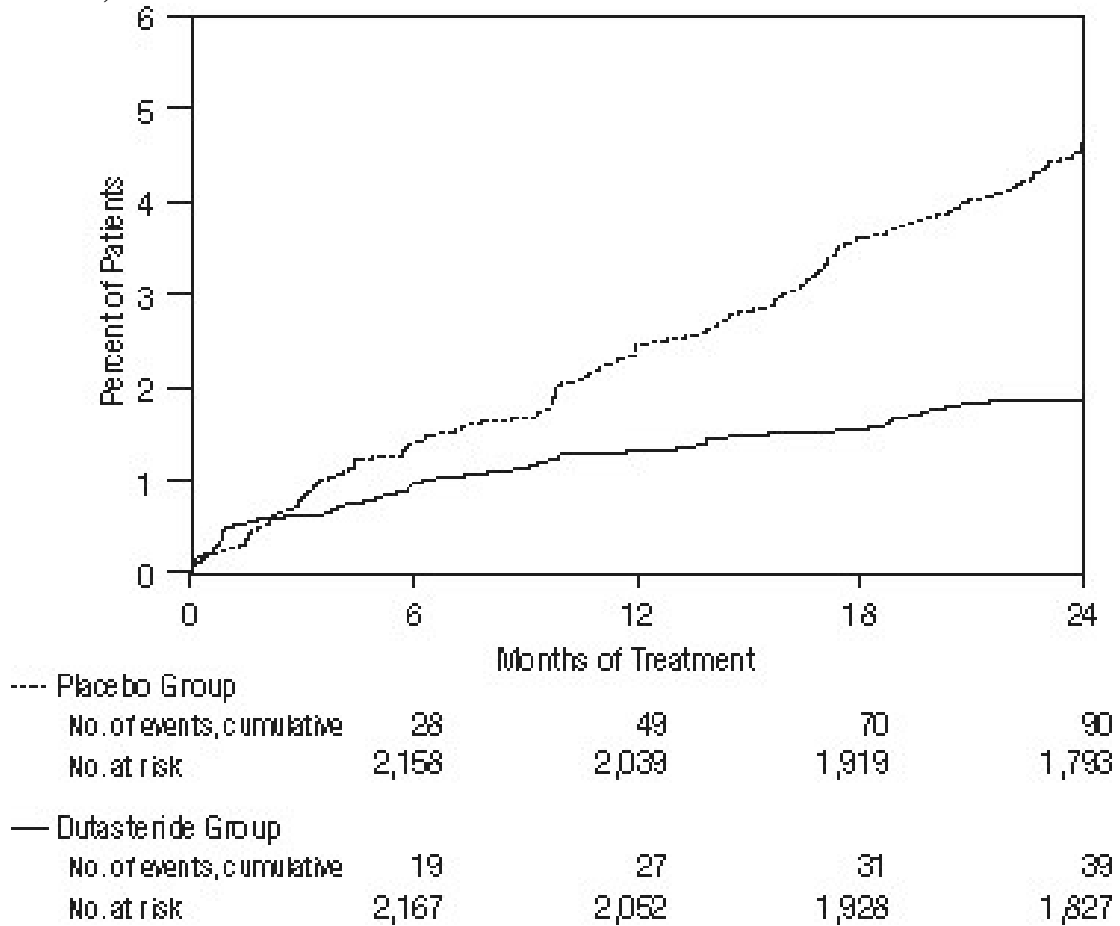 6
5
4
3
2
1
0
Percent of Patients
0 6 12 18 24
Months of Treatment
---- Placebo Group
No. of events, cumulative 28 49 70 90
No. at risk 2,158 2,039 1,919 1,793
— Dutasteride Group
No. of events, cumulative 19 27 31 39
No. at risk 2,167 2,052 1,928 1,827